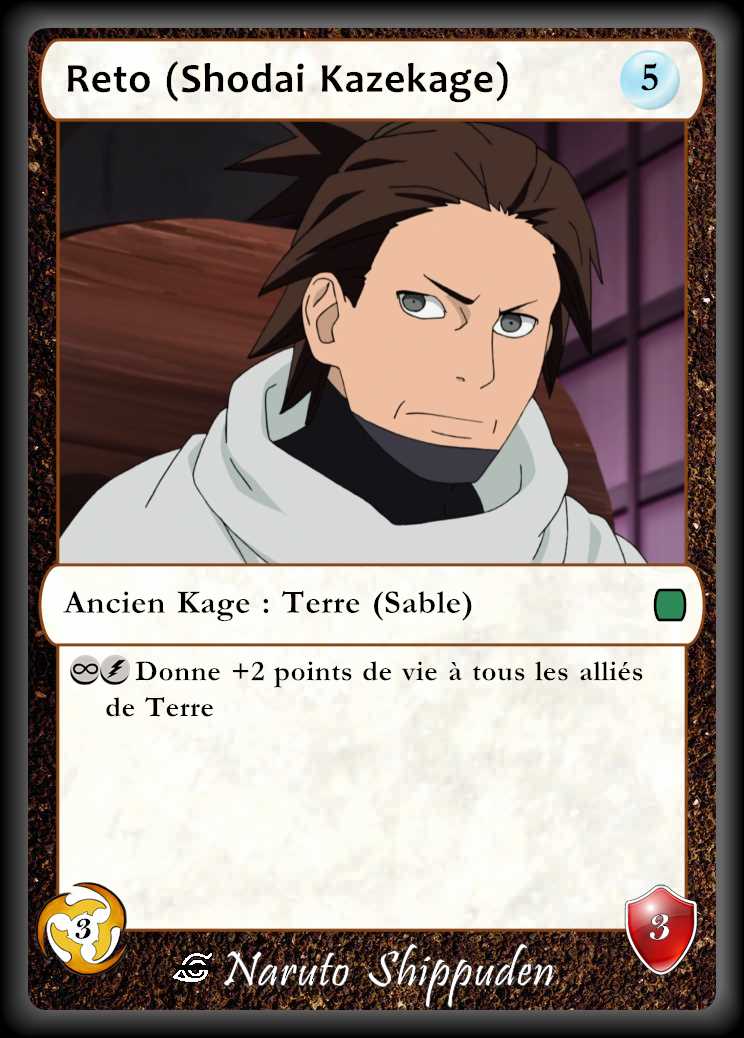 Reto (Shodai Kazekage)
5
Ancien Kage : Terre (Sable)
Donne +2 points de vie à tous les alliés
de Terre
3
3
Naruto Shippuden